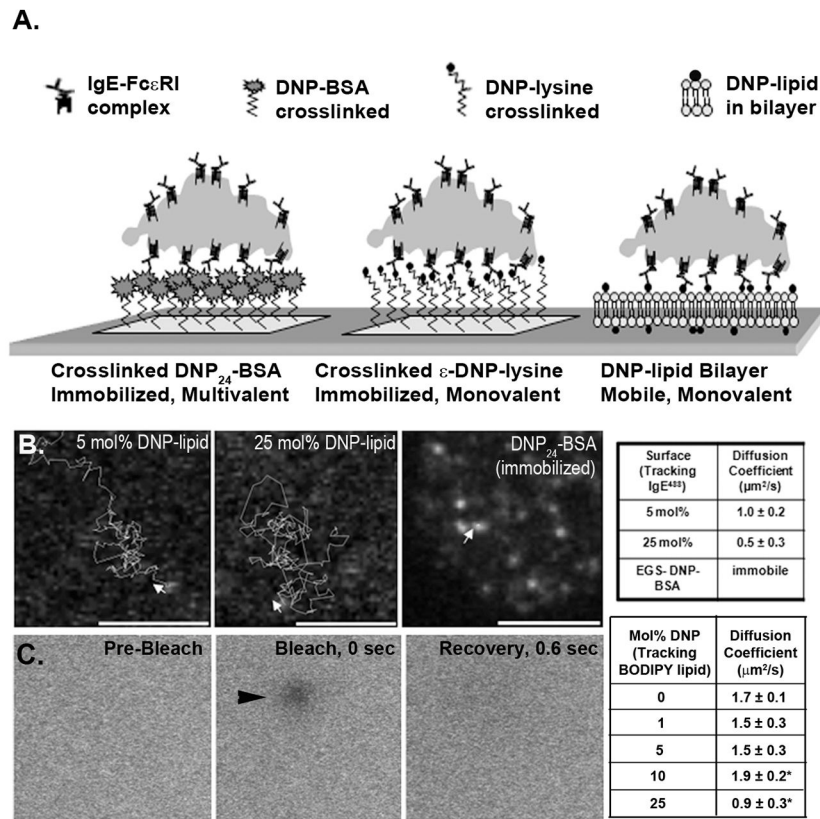 A.
IgE-FcεRI
complex
DNP-BSA
crosslinked
DNP-lysine
crosslinked
DNP-lipid
in bilayer
Crosslinked DNP24-BSA
Immobilized, Multivalent
Crosslinked ε-DNP-lysine
Immobilized, Monovalent
DNP-lipid Bilayer
Mobile, Monovalent
B.
5 mol% DNP-lipid
25 mol% DNP-lipid
DNP24-BSA
(immobilized)
Surface
(Tracking
IgE488)
Diffusion
Coefficient
(µm²/s)
5 mol%
1.0 ± 0.2
25 mol%
0.5 ± 0.3
EGS- DNP-
BSA
immobile
C.
Pre-Bleach
Bleach, 0 sec
Recovery, 0.6 sec
Mol% DNP
(Tracking
BODIPY lipid)
Diffusion
Coefficient
(µm²/s)
0
1.7 ± 0.1
1
1.5 ± 0.3
5
1.5 ± 0.3
10
1.9 ± 0.2*
25
0.9 ± 0.3*